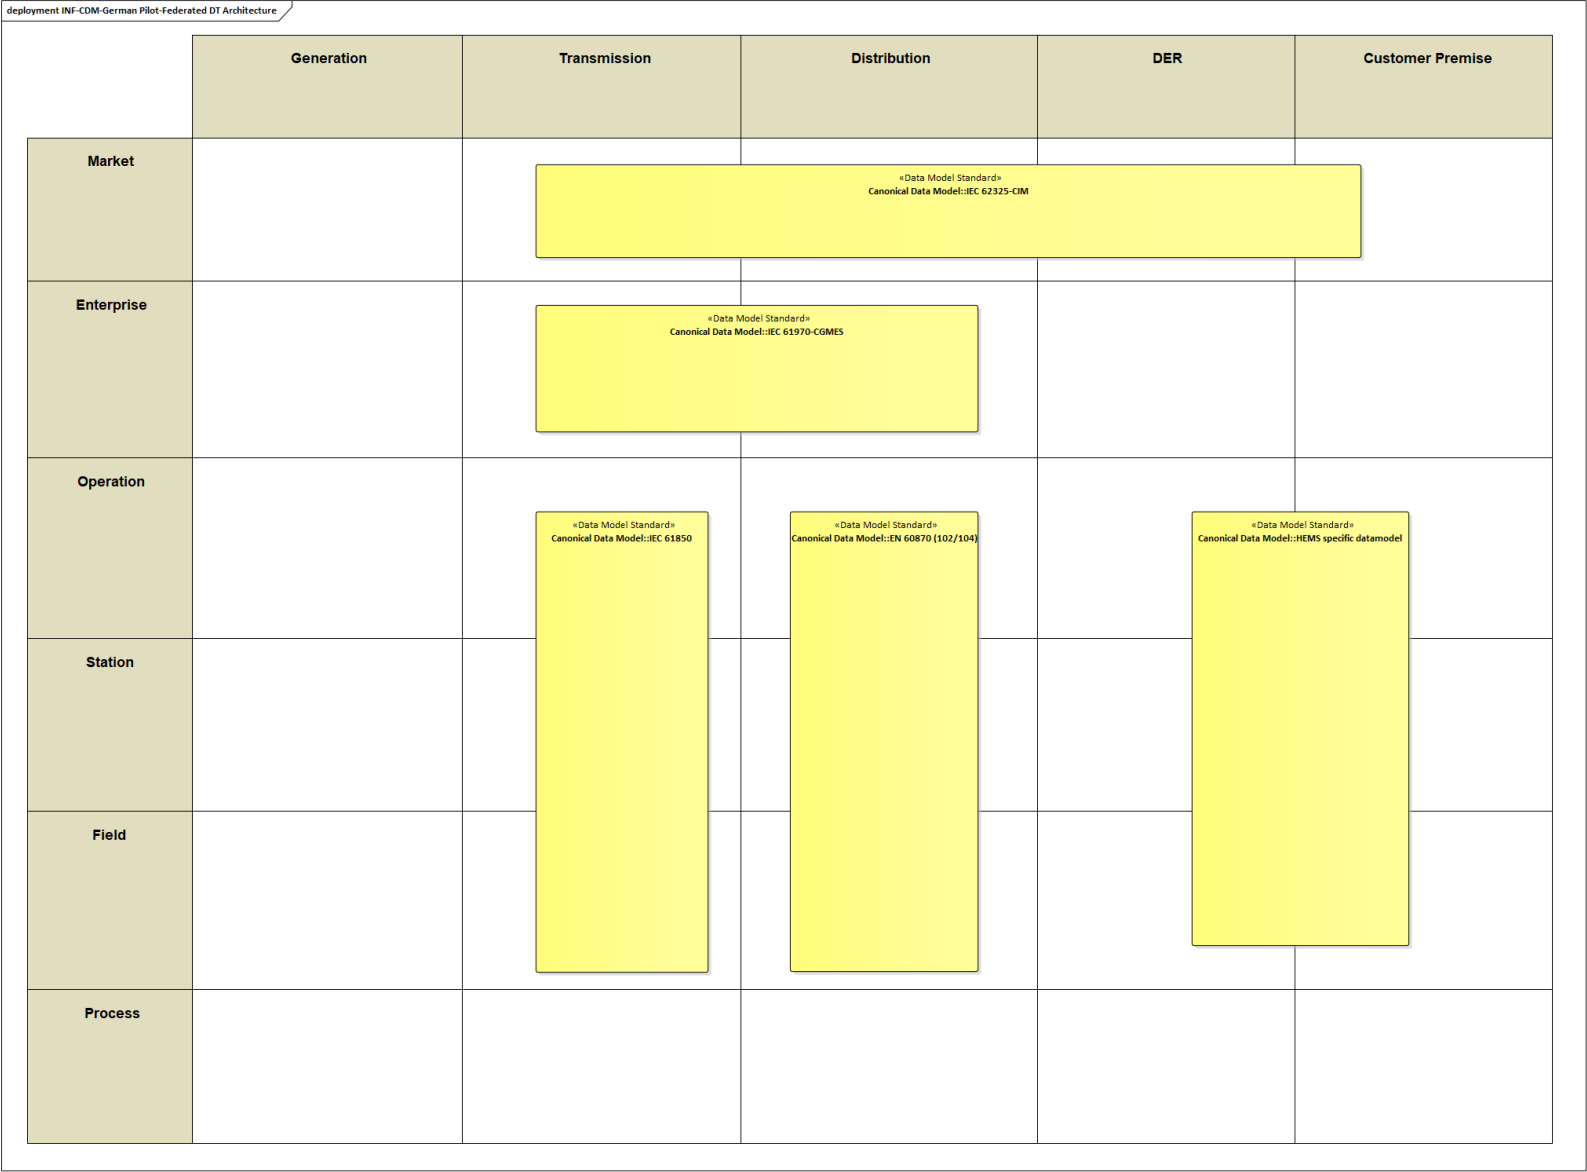 deployment INF-CDM-German Pilot-Federated DT Architecture
Generation
Transmission
Distribution
DER
Customer Premise
Market
«Data Model Standard»
Canonical Data Model::IEC 62325-CIM
Enterprise
«Data Model Standard»
Canonical Data Model::IEC 61970-CGMES
Operation
«Data Model Standard»
Canonical Data Model::IEC 61850
«Data Model Standard»
Canonical Data Model::EN 60870 (102/104)
«Data Model Standard»
Canonical Data Model::HEMS specific datamodel
Station
Field
Process